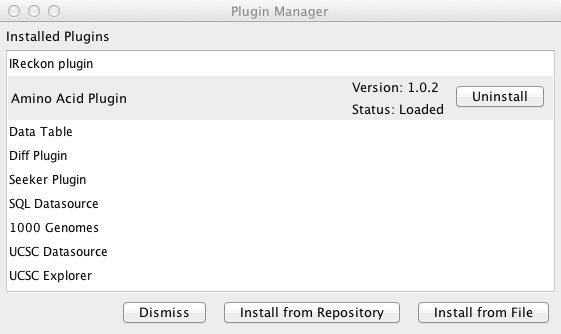 Plugin Manager
Installed Plugins
IReckon plugin
Amino Acid Plugin
Version: 1.0.2
Status: Loaded
Uninstall
Data Table
Diff Plugin
Seeker Plugin
SQL Datasource
1000 Genomes
UCSC Datasource
UCSC Explorer
Dismiss
Install from Repository
Install from File